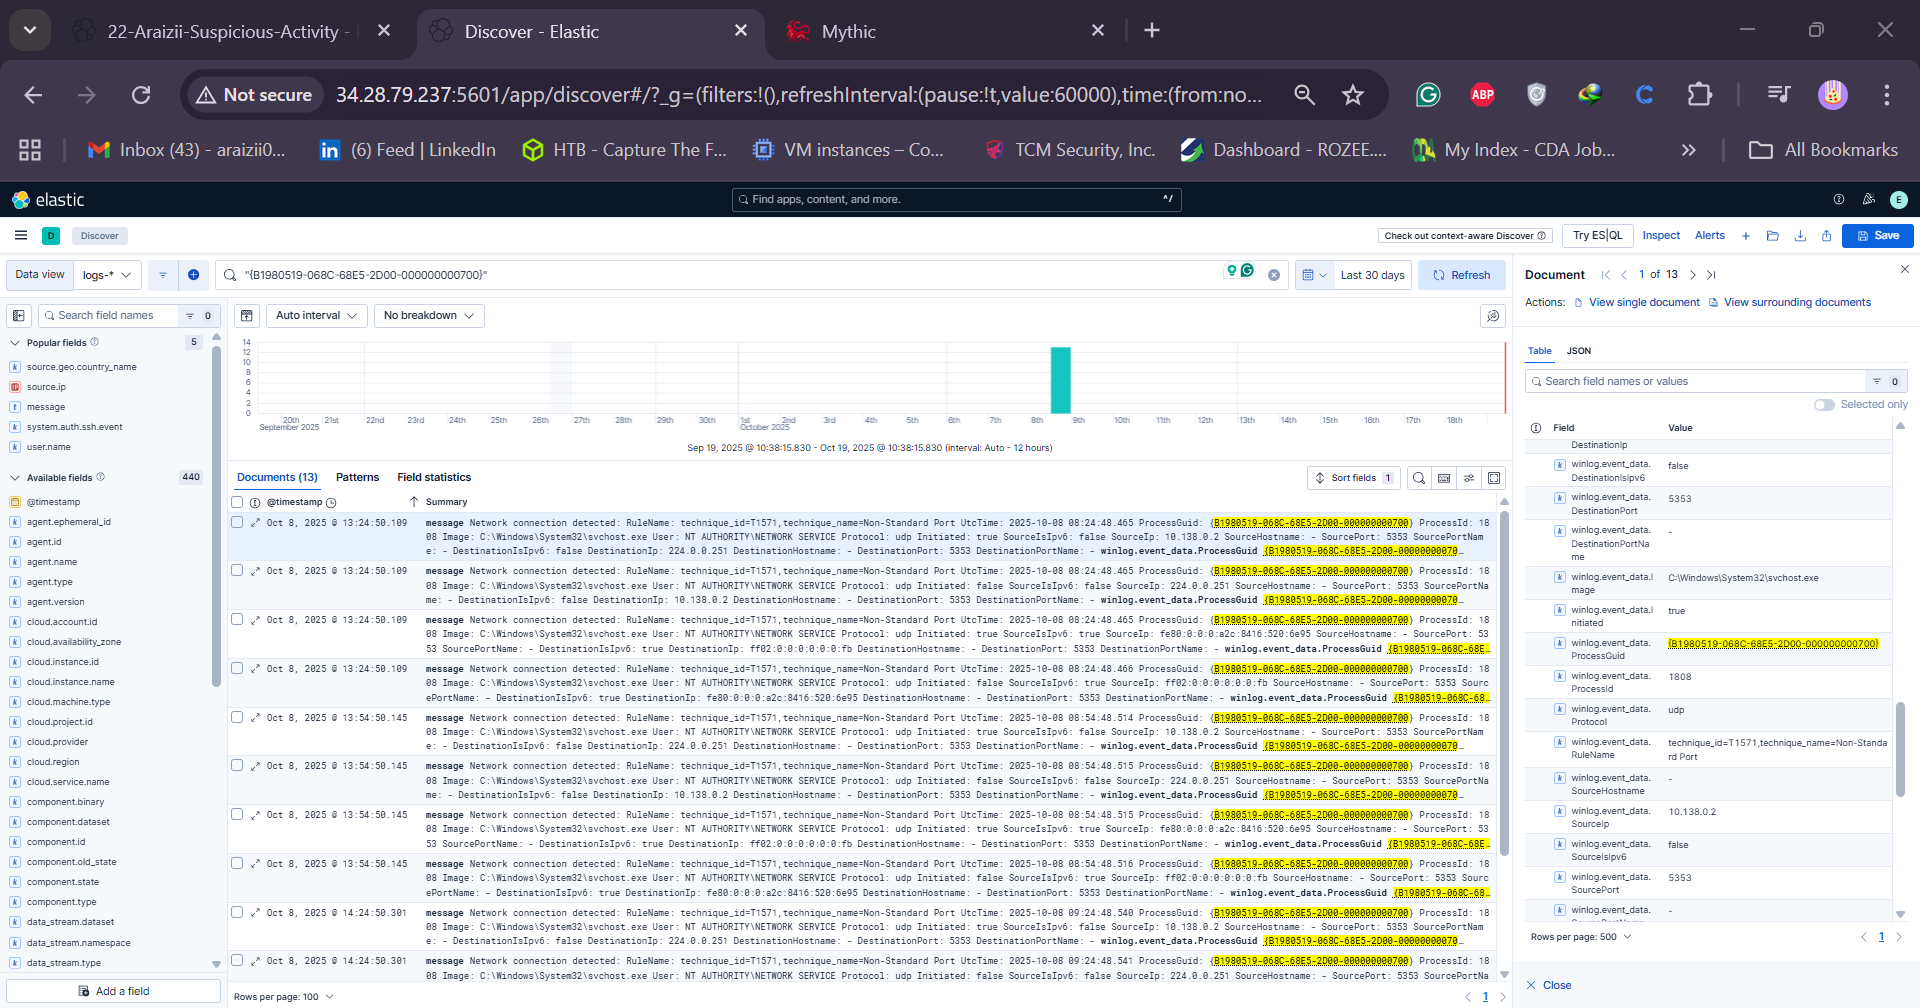 22-Araizii-Suspicious-Activity -
Discover - Elastic
Mythic
Not secure
34.28.79.237:5601/app/discover#/?_g=(filters:!(),refreshInterval:(pause:!t,value:60000),time:(from:no...
ABP
Inbox (43) - araizii0...
(6) Feed | LinkedIn
HTB - Capture The F...
VM instances – Co...
TCM Security, Inc.
Dashboard - ROZEE....
My Index - CDA Job...
All Bookmarks
elastic
Find apps, content, and more.
^/
E
D
Discover
Check out context-aware Discover
Try ES|QL
Inspect
Alerts
Save
Data view
logs-*
"{B1980519-068C-68E5-2D00-000000000700}"
Last 30 days
Refresh
Search field names
0
Popular fields
5
source.geo.country_name
source.ip
message
system.auth.ssh.event
user.name
Available fields
440
@timestamp
agent.ephemeral_id
agent.id
agent.name
agent.type
agent.version
cloud.account.id
cloud.availability_zone
cloud.instance.id
cloud.instance.name
cloud.machine.type
cloud.project.id
cloud.provider
cloud.region
cloud.service.name
component.binary
component.dataset
component.id
component.old_state
component.state
component.type
data_stream.dataset
data_stream.namespace
data_stream.type
Add a field
Auto interval
No breakdown
14
12
10
8
6
4
2
0
20th 21st 22nd 23rd 24th 25th 26th 27th 28th 29th 30th 1st 2nd 3rd 4th 5th 6th 7th 8th 9th 10th 11th 12th 13th 14th 15th 16th 17th 18th
September 2025
October 2025
Sep 19, 2025 @ 10:38:15.830 - Oct 19, 2025 @ 10:38:15.830 (interval: Auto - 12 hours)
Documents (13)
Patterns
Field statistics
Sort fields 1
@timestamp
Summary
Oct 8, 2025 @ 13:24:50.109
message Network connection detected: RuleName: technique_id=T1571,technique_name=Non-Standard Port UtcTime: 2025-10-08 08:24:48.465 ProcessGuid: {B1980519-068C-68E5-2D00-000000000700} ProcessId: 18
08 Image: C:\Windows\System32\svchost.exe User: NT AUTHORITY\NETWORK SERVICE Protocol: udp Initiated: true SourceIsIpv6: false SourceIp: 10.138.0.2 SourceHostname: - SourcePort: 5353 SourcePortNam
e: - DestinationIsIpv6: false DestinationIp: 224.0.0.251 DestinationHostname: - DestinationPort: 5353 DestinationPortName: - winlog.event_data.ProcessGuid {B1980519-068C-68E5-2D00-00000000070...
Oct 8, 2025 @ 13:24:50.109
message Network connection detected: RuleName: technique_id=T1571,technique_name=Non-Standard Port UtcTime: 2025-10-08 08:24:48.465 ProcessGuid: {B1980519-068C-68E5-2D00-000000000700} ProcessId: 18
08 Image: C:\Windows\System32\svchost.exe User: NT AUTHORITY\NETWORK SERVICE Protocol: udp Initiated: false SourceIsIpv6: false SourceIp: 224.0.0.251 SourceHostname: - SourcePort: 5353 SourcePortNa
me: - DestinationIsIpv6: false DestinationIp: 10.138.0.2 DestinationHostname: - DestinationPort: 5353 DestinationPortName: - winlog.event_data.ProcessGuid {B1980519-068C-68E5-2D00-000000000070...
Oct 8, 2025 @ 13:24:50.109
message Network connection detected: RuleName: technique_id=T1571,technique_name=Non-Standard Port UtcTime: 2025-10-08 08:24:48.465 ProcessGuid: {B1980519-068C-68E5-2D00-000000000700} ProcessId: 18
08 Image: C:\Windows\System32\svchost.exe User: NT AUTHORITY\NETWORK SERVICE Protocol: udp Initiated: true SourceIsIpv6: true SourceIp: fe80:0:0:0:a2c:8416:520:6e95 SourceHostname: - SourcePort: 53
53 SourcePortName: - DestinationIsIpv6: true DestinationIp: ff02:0:0:0:0:0:0:fb DestinationHostname: - DestinationPort: 5353 DestinationPortName: - winlog.event_data.ProcessGuid {B1980519-068C-68E...
Oct 8, 2025 @ 13:24:50.109
message Network connection detected: RuleName: technique_id=T1571,technique_name=Non-Standard Port UtcTime: 2025-10-08 08:24:48.466 ProcessGuid: {B1980519-068C-68E5-2D00-000000000700} ProcessId: 18
08 Image: C:\Windows\System32\svchost.exe User: NT AUTHORITY\NETWORK SERVICE Protocol: udp Initiated: false SourceIsIpv6: true SourceIp: ff02:0:0:0:0:0:0:fb SourceHostname: - SourcePort: 5353 Sourc
ePortName: - DestinationIsIpv6: true DestinationIp: fe80:0:0:0:a2c:8416:520:6e95 DestinationHostname: - DestinationPort: 5353 DestinationPortName: - winlog.event_data.ProcessGuid {B1980519-068C-68...
Oct 8, 2025 @ 13:54:50.145
message Network connection detected: RuleName: technique_id=T1571,technique_name=Non-Standard Port UtcTime: 2025-10-08 08:54:48.514 ProcessGuid: {B1980519-068C-68E5-2D00-000000000700} ProcessId: 18
08 Image: C:\Windows\System32\svchost.exe User: NT AUTHORITY\NETWORK SERVICE Protocol: udp Initiated: true SourceIsIpv6: false SourceIp: 10.138.0.2 SourceHostname: - SourcePort: 5353 SourcePortNam
e: - DestinationIsIpv6: false DestinationIp: 224.0.0.251 DestinationHostname: - DestinationPort: 5353 DestinationPortName: - winlog.event_data.ProcessGuid {B1980519-068C-68E5-2D00-00000000070...
Oct 8, 2025 @ 13:54:50.145
message Network connection detected: RuleName: technique_id=T1571,technique_name=Non-Standard Port UtcTime: 2025-10-08 08:54:48.515 ProcessGuid: {B1980519-068C-68E5-2D00-000000000700} ProcessId: 18
08 Image: C:\Windows\System32\svchost.exe User: NT AUTHORITY\NETWORK SERVICE Protocol: udp Initiated: false SourceIsIpv6: false SourceIp: 224.0.0.251 SourceHostname: - SourcePort: 5353 SourcePortNa
me: - DestinationIsIpv6: false DestinationIp: 10.138.0.2 DestinationHostname: - DestinationPort: 5353 DestinationPortName: - winlog.event_data.ProcessGuid {B1980519-068C-68E5-2D00-00000000070...
Oct 8, 2025 @ 13:54:50.145
message Network connection detected: RuleName: technique_id=T1571,technique_name=Non-Standard Port UtcTime: 2025-10-08 08:54:48.515 ProcessGuid: {B1980519-068C-68E5-2D00-000000000700} ProcessId: 18
08 Image: C:\Windows\System32\svchost.exe User: NT AUTHORITY\NETWORK SERVICE Protocol: udp Initiated: true SourceIsIpv6: true SourceIp: fe80:0:0:0:a2c:8416:520:6e95 SourceHostname: - SourcePort: 53
53 SourcePortName: - DestinationIsIpv6: true DestinationIp: ff02:0:0:0:0:0:0:fb DestinationHostname: - DestinationPort: 5353 DestinationPortName: - winlog.event_data.ProcessGuid {B1980519-068C-68E...
Oct 8, 2025 @ 13:54:50.145
message Network connection detected: RuleName: technique_id=T1571,technique_name=Non-Standard Port UtcTime: 2025-10-08 08:54:48.516 ProcessGuid: {B1980519-068C-68E5-2D00-000000000700} ProcessId: 18
08 Image: C:\Windows\System32\svchost.exe User: NT AUTHORITY\NETWORK SERVICE Protocol: udp Initiated: false SourceIsIpv6: true SourceIp: ff02:0:0:0:0:0:0:fb SourceHostname: - SourcePort: 5353 Sourc
ePortName: - DestinationIsIpv6: true DestinationIp: fe80:0:0:0:a2c:8416:520:6e95 DestinationHostname: - DestinationPort: 5353 DestinationPortName: - winlog.event_data.ProcessGuid {B1980519-068C-68...
Oct 8, 2025 @ 14:24:50.301
message Network connection detected: RuleName: technique_id=T1571,technique_name=Non-Standard Port UtcTime: 2025-10-08 09:24:48.540 ProcessGuid: {B1980519-068C-68E5-2D00-000000000700} ProcessId: 18
08 Image: C:\Windows\System32\svchost.exe User: NT AUTHORITY\NETWORK SERVICE Protocol: udp Initiated: true SourceIsIpv6: false SourceIp: 10.138.0.2 SourceHostname: - SourcePort: 5353 SourcePortNam
e: - DestinationIsIpv6: false DestinationIp: 224.0.0.251 DestinationHostname: - DestinationPort: 5353 DestinationPortName: - winlog.event_data.ProcessGuid {B1980519-068C-68E5-2D00-00000000070...
Oct 8, 2025 @ 14:24:50.301
message Network connection detected: RuleName: technique_id=T1571,technique_name=Non-Standard Port UtcTime: 2025-10-08 09:24:48.541 ProcessGuid: {B1980519-068C-68E5-2D00-000000000700} ProcessId: 18
08 Image: C:\Windows\System32\svchost.exe User: NT AUTHORITY\NETWORK SERVICE Protocol: udp Initiated: false SourceIsIpv6: false SourceIp: 224.0.0.251 SourceHostname: - SourcePort: 5353 SourcePortNa
Rows per page: 100
1
Document
1 of 13
Actions:
View single document
View surrounding documents
Table
JSON
Search field names or values
0
Selected only
Field
Value
DestinationIp
winlog.event_data.
DestinationIsIpv6
false
winlog.event_data.
DestinationPort
5353
winlog.event_data.
DestinationPortNa
me
-
winlog.event_data.I
mage
C:\Windows\System32\svchost.exe
winlog.event_data.I
nitiated
true
winlog.event_data.
ProcessGuid
{B1980519-068C-68E5-2D00-000000000700}
winlog.event_data.
ProcessId
1808
winlog.event_data.
Protocol
udp
winlog.event_data.
RuleName
technique_id=T1571,technique_name=Non-Standa
rd Port
winlog.event_data.
SourceHostname
-
winlog.event_data.
SourceIp
10.138.0.2
winlog.event_data.
SourceIsIpv6
false
winlog.event_data.
SourcePort
5353
winlog.event_data.
-
Rows per page: 500
1
Close